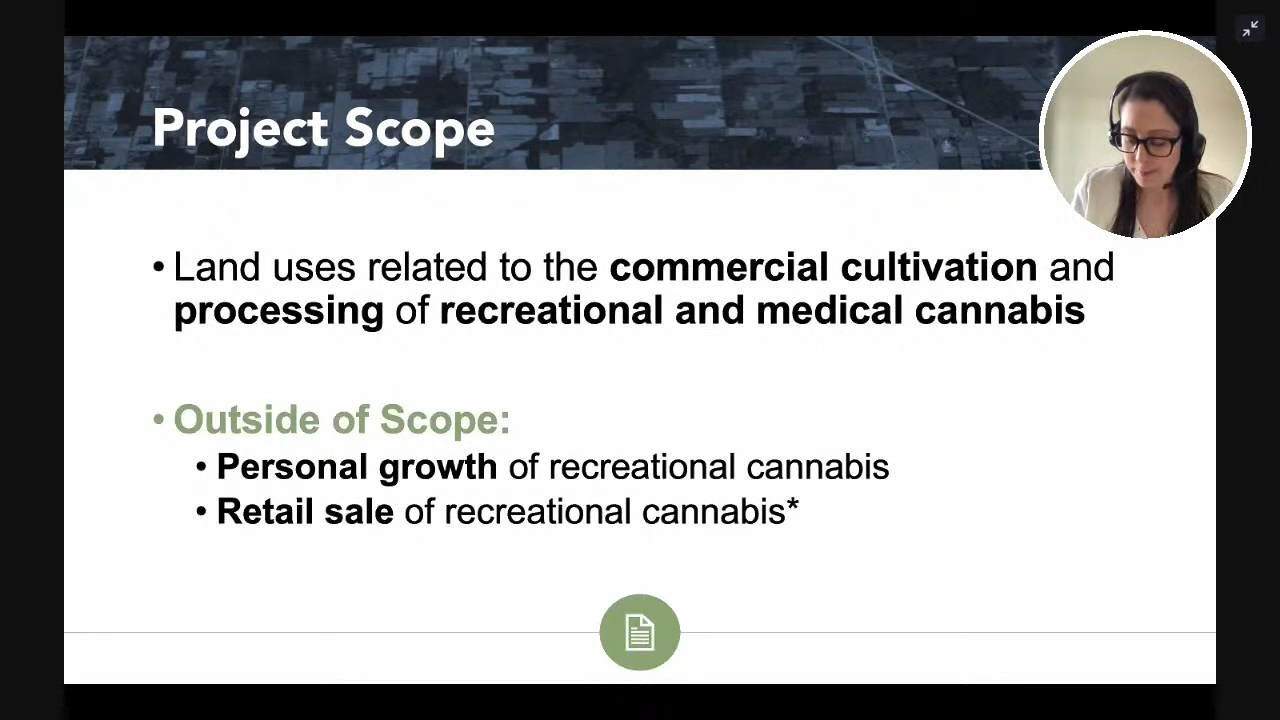 Project Scope
• Land uses related to the commercial cultivation and
processing of recreational and medical cannabis
• Outside of Scope:
• Personal growth of recreational cannabis
• Retail sale of recreational cannabis*